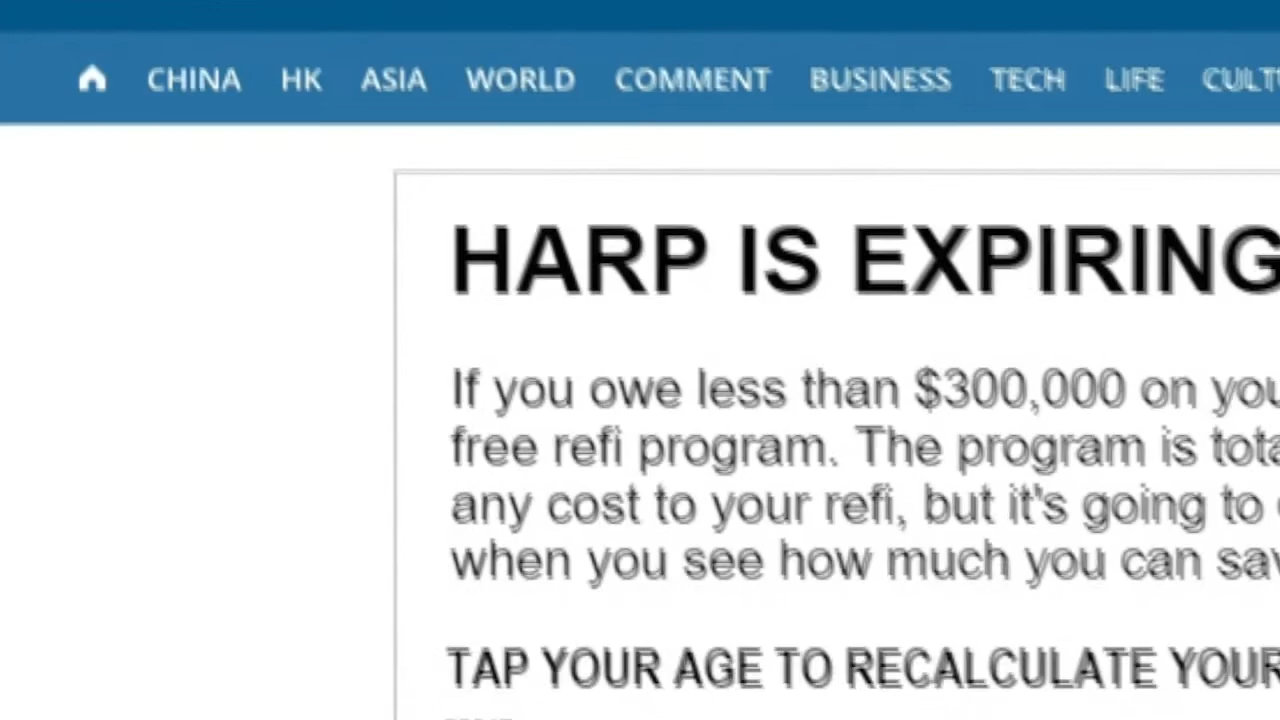 CHINA HK ASIA WORLD COMMENT BUSINESS TECH LIFE
HARP IS EXPIRING
If you owe less than $300,000 on
free refi program. The program is
any cost to your refi, but it's going to
when you see how much you can
TAP YOUR AGE TO RECALCULATE YOUR